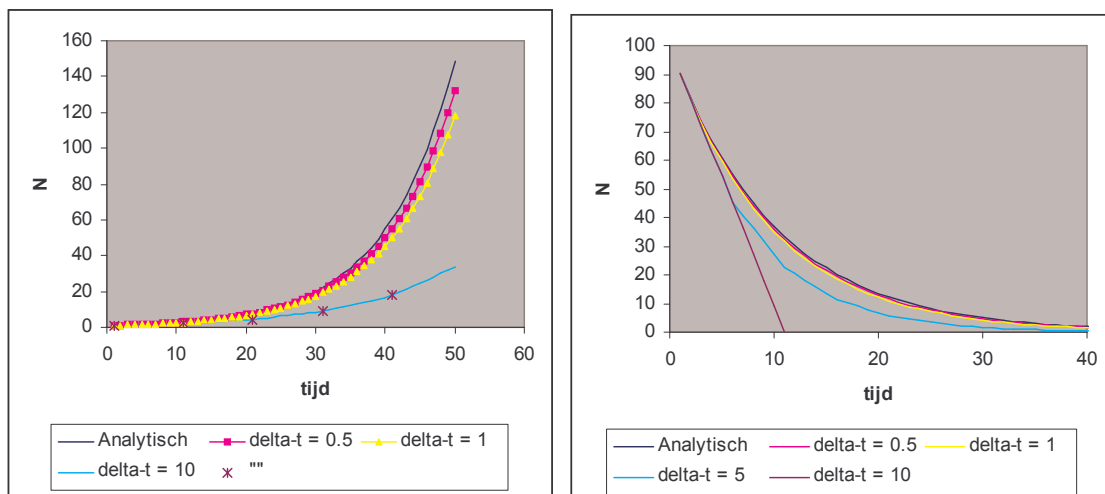 160
140
120
100
80
60
40
20
0
N
0 10 20 30 40 50 60
tijd
Analytisch delta-t = 0.5 delta-t = 1
delta-t = 10 ""
100
90
80
70
60
50
40
30
20
10
0
N
0 10 20 30 40
tijd
Analytisch delta-t = 0.5 delta-t = 1
delta-t = 5 delta-t = 10